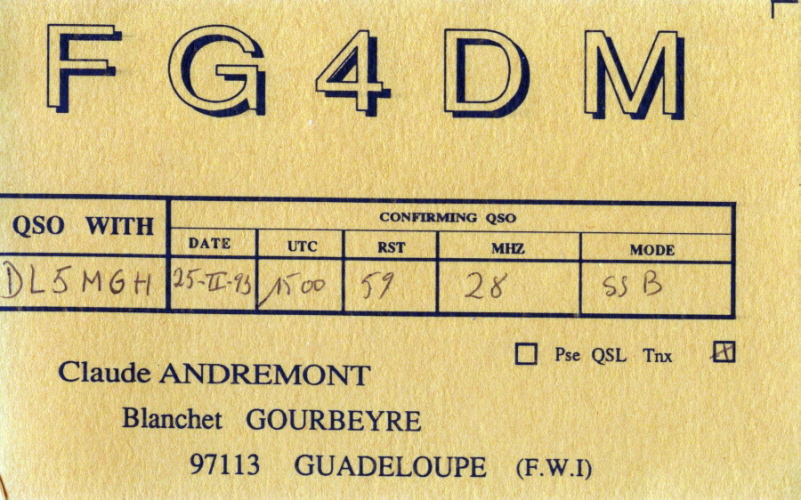 FG4DM
CONFIRMING QSO
QSO WITH DATE UTC RST MHZ MODE
DL5MGH 25-II-93 1500 59 28 SSB
Pse QSL Tnx
Claude ANDREMONT
Blanchet GOURBEYRE
97113 GUADELOUPE (F.W.I)